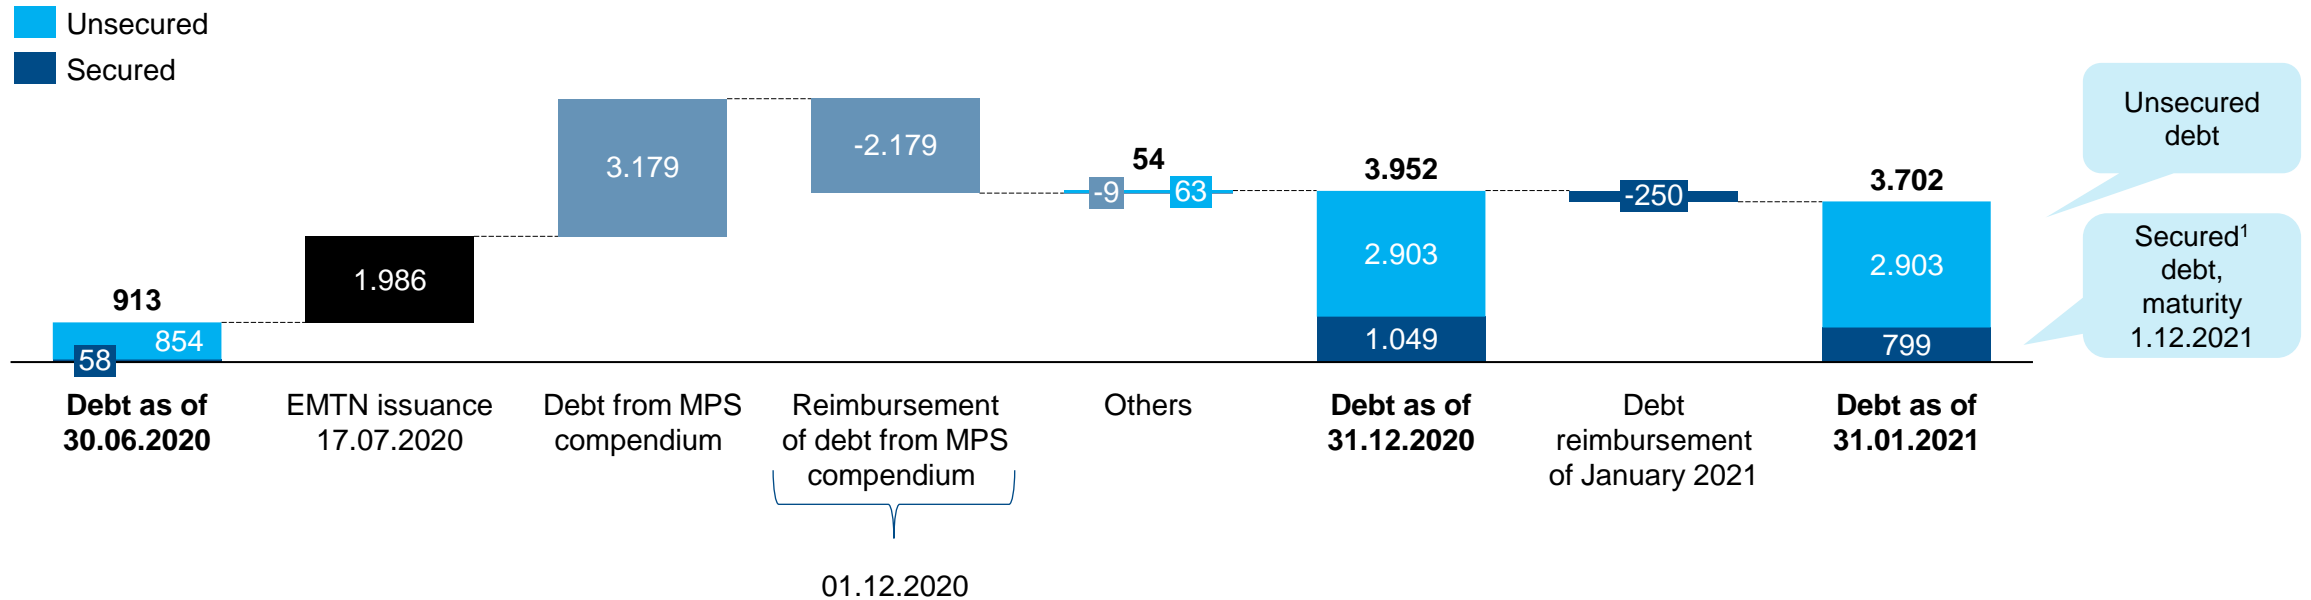 Unsecured
Secured
913
854
58
1.986
3.179
-2.179
54
-9
63
3.952
2.903
1.049
-250
3.702
2.903
799
Unsecured
debt
Secured¹
debt,
maturity
1.12.2021
Debt as of
30.06.2020
EMTN issuance
17.07.2020
Debt from MPS
compendium
Reimbursement
of debt from MPS
compendium
Others
Debt as of
31.12.2020
Debt
reimbursement
of January 2021
Debt as of
31.01.2021
01.12.2020